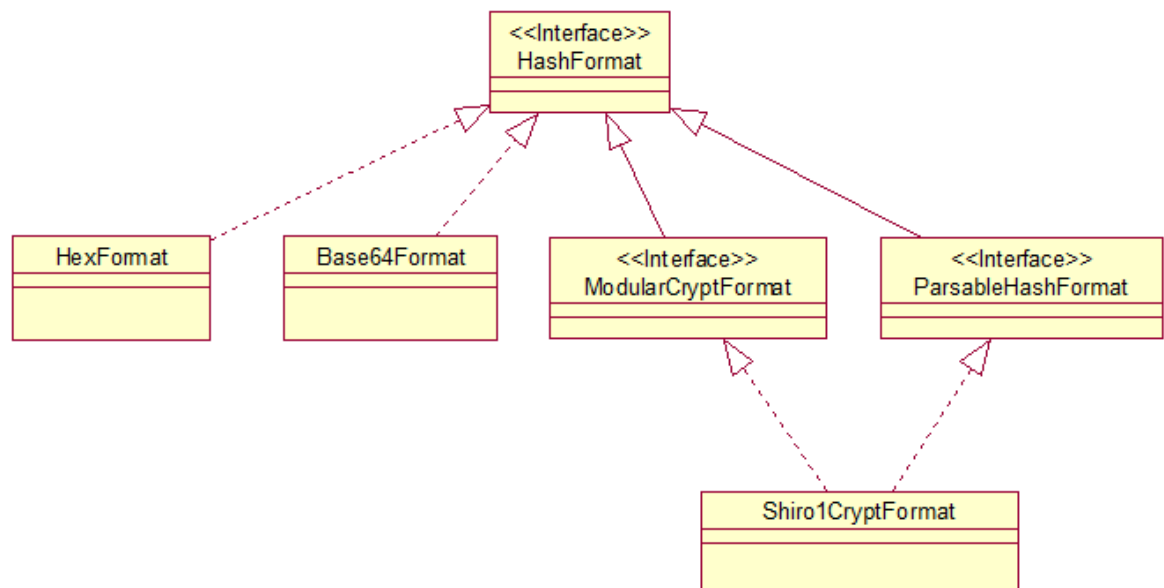 <<Interface>>
HashFormat
HexFormat
Base64Format
<<Interface>>
ModularCryptFormat
<<Interface>>
ParsableHashFormat
Shiro1CryptFormat